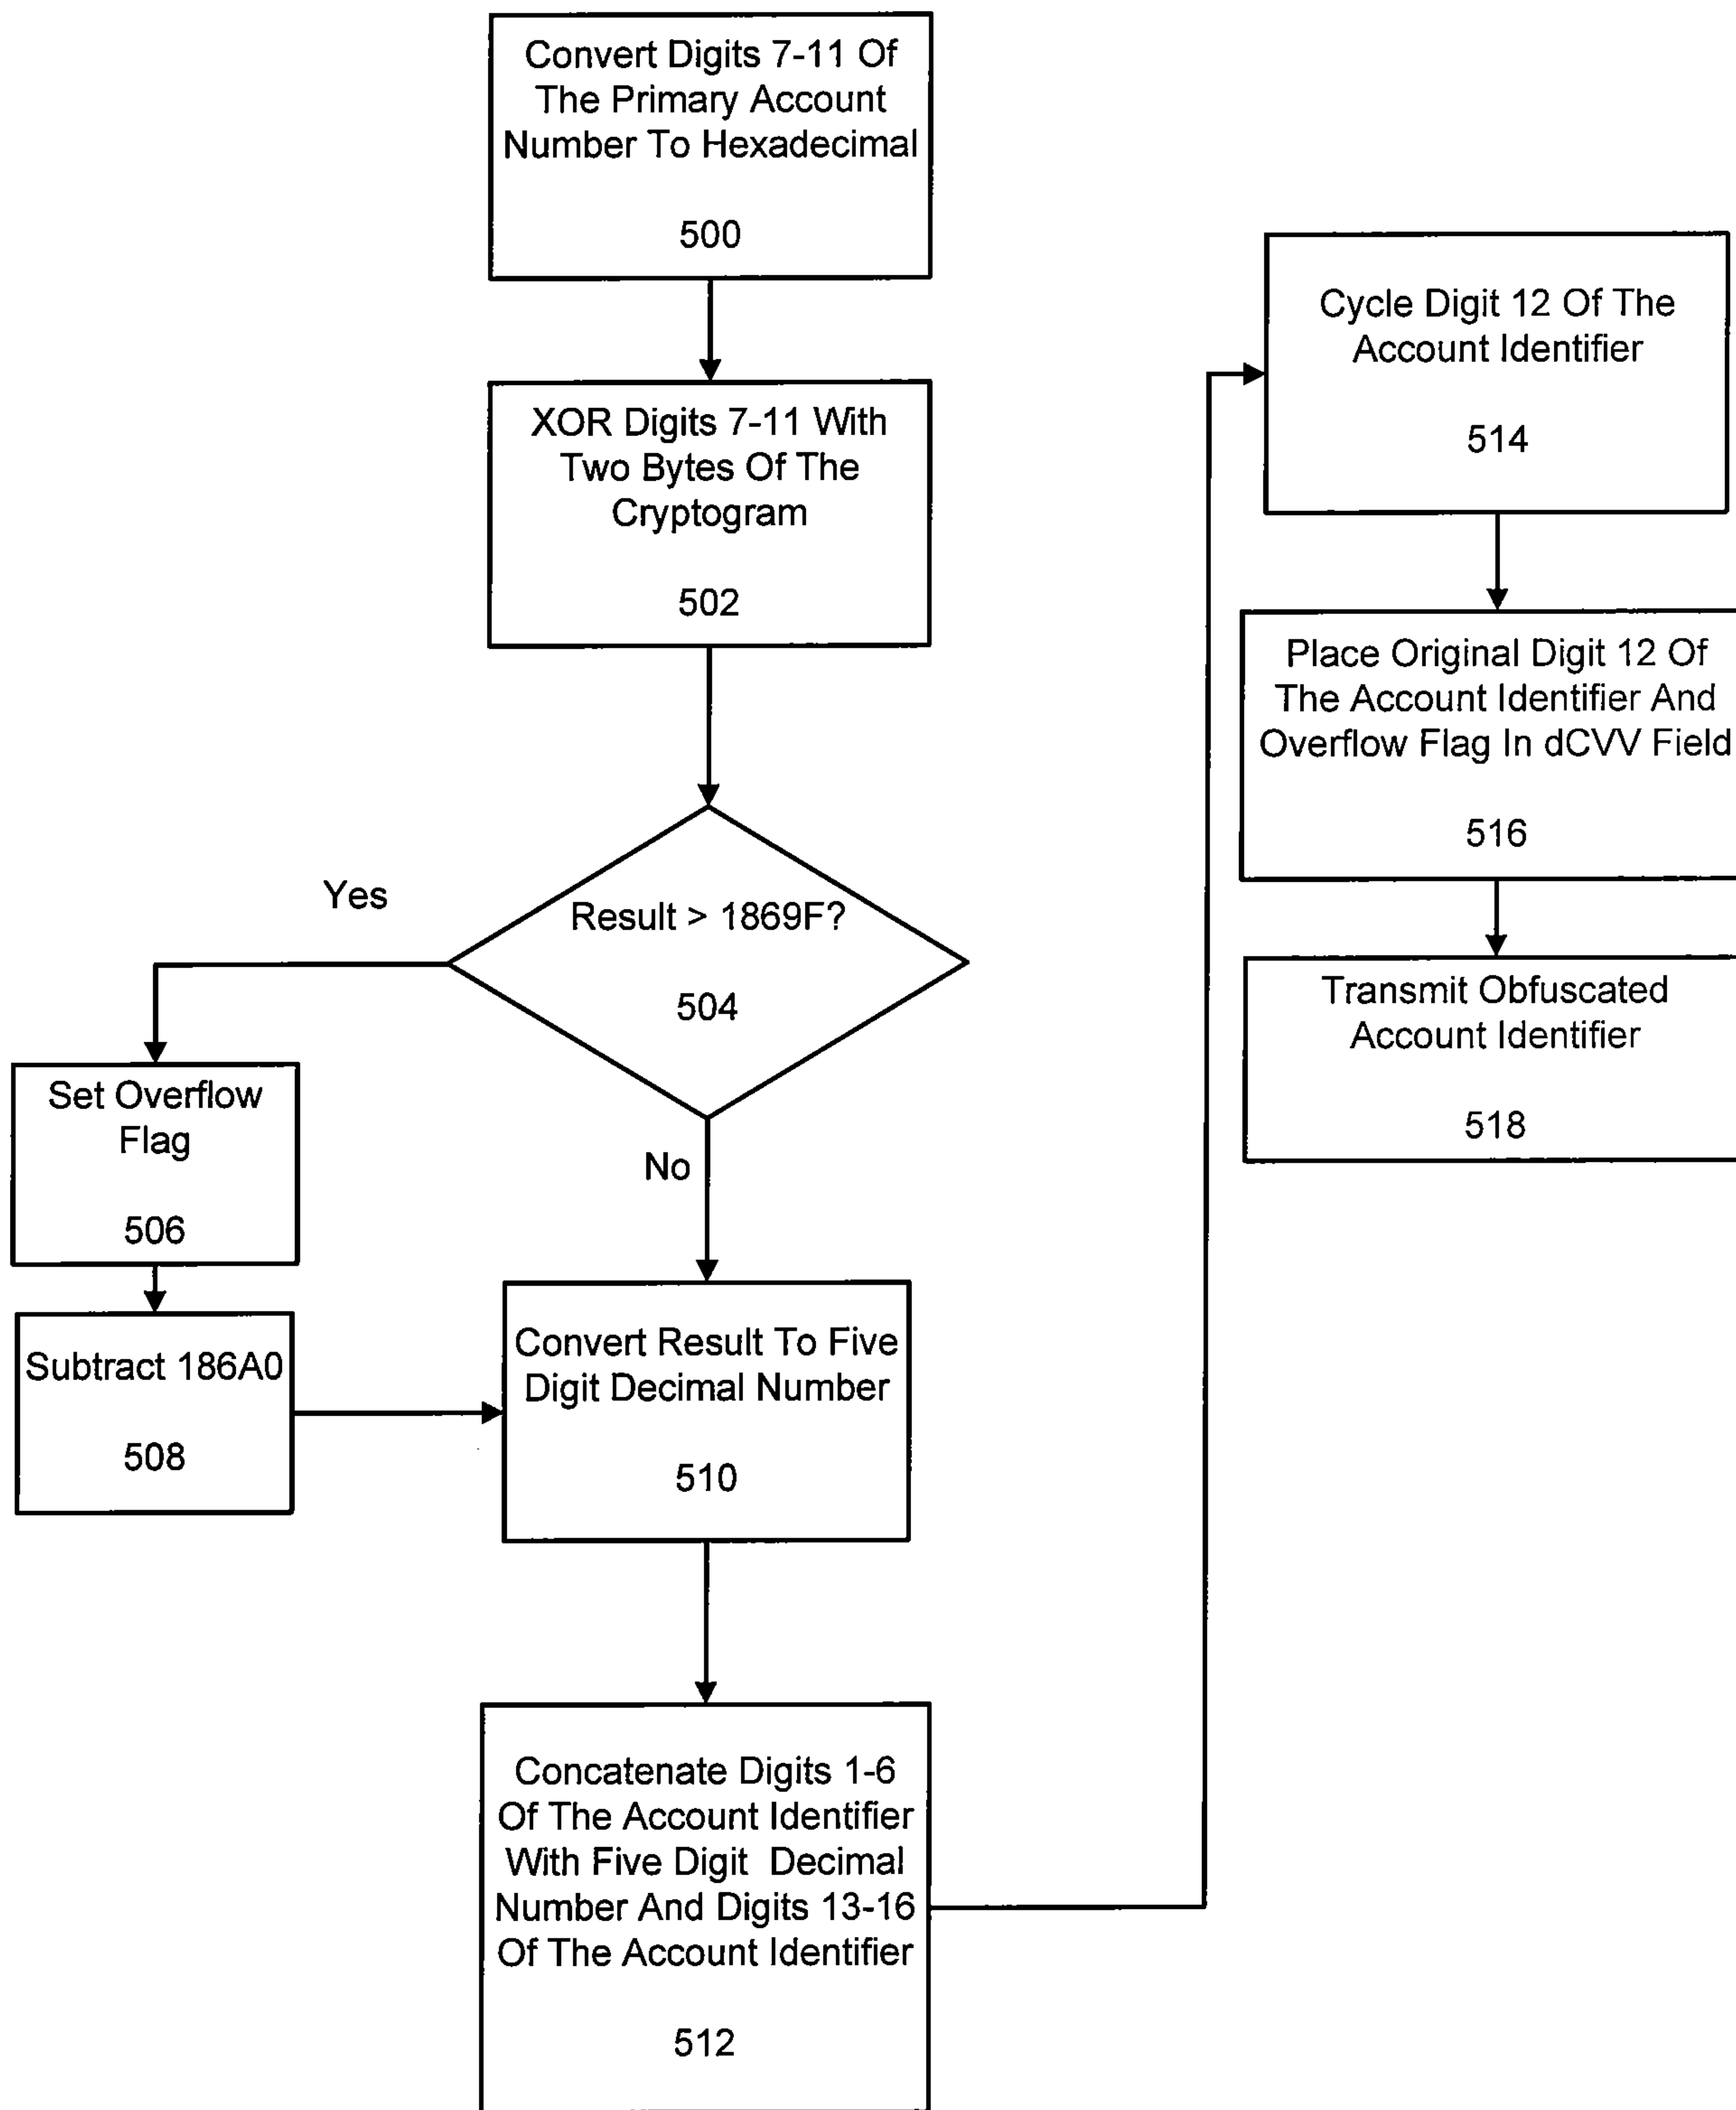 Convert Digits 7-11 Of
The Primary Account
Number To Hexadecimal
500
XOR Digits 7-11 With
Two Bytes Of The
Cryptogram
502
Result > 1869F?
504
Yes
No
Set Overflow
Flag
506
Subtract 186A0
508
Convert Result To Five
Digit Decimal Number
510
Concatenate Digits 1-6
Of The Account Identifier
With Five Digit Decimal
Number And Digits 13-16
Of The Account Identifier
512
Cycle Digit 12 Of The
Account Identifier
514
Place Original Digit 12 Of
The Account Identifier And
Overflow Flag In dCVV Field
516
Transmit Obfuscated
Account Identifier
518